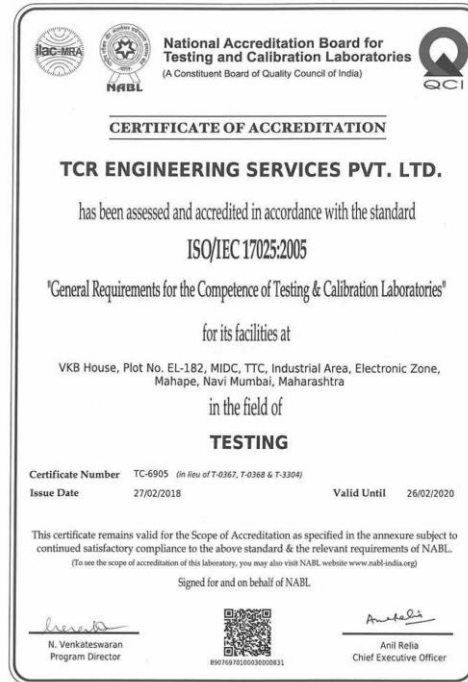 ilac-MRA
NABL
National Accreditation Board for
Testing and Calibration Laboratories
(A Constituent Board of Quality Council of India)
QCI
CERTIFICATE OF ACCREDITATION
TCR ENGINEERING SERVICES PVT. LTD.
has been assessed and accredited in accordance with the standard
ISO/IEC 17025:2005
"General Requirements for the Competence of Testing & Calibration Laboratories"
for its facilities at
VKB House, Plot No. EL-182, MIDC, TTC, Industrial Area, Electronic Zone,
Mahape, Navi Mumbai, Maharashtra
in the field of
TESTING
Certificate Number TC-6905 (in lieu of T-0367, T-0368 & T-3304)
Issue Date 27/02/2018 Valid Until 26/02/2020
This certificate remains valid for the Scope of Accreditation as specified in the annexure subject to
continued satisfactory compliance to the above standard & the relevant requirements of NABL.
(To see the scope of accreditation of this laboratory, you may also visit NABL website www.nabl-india.org)
Signed for and on behalf of NABL
N. Venkateswaran
Program Director
8907697010003000831
Anil Relia
Chief Executive Officer